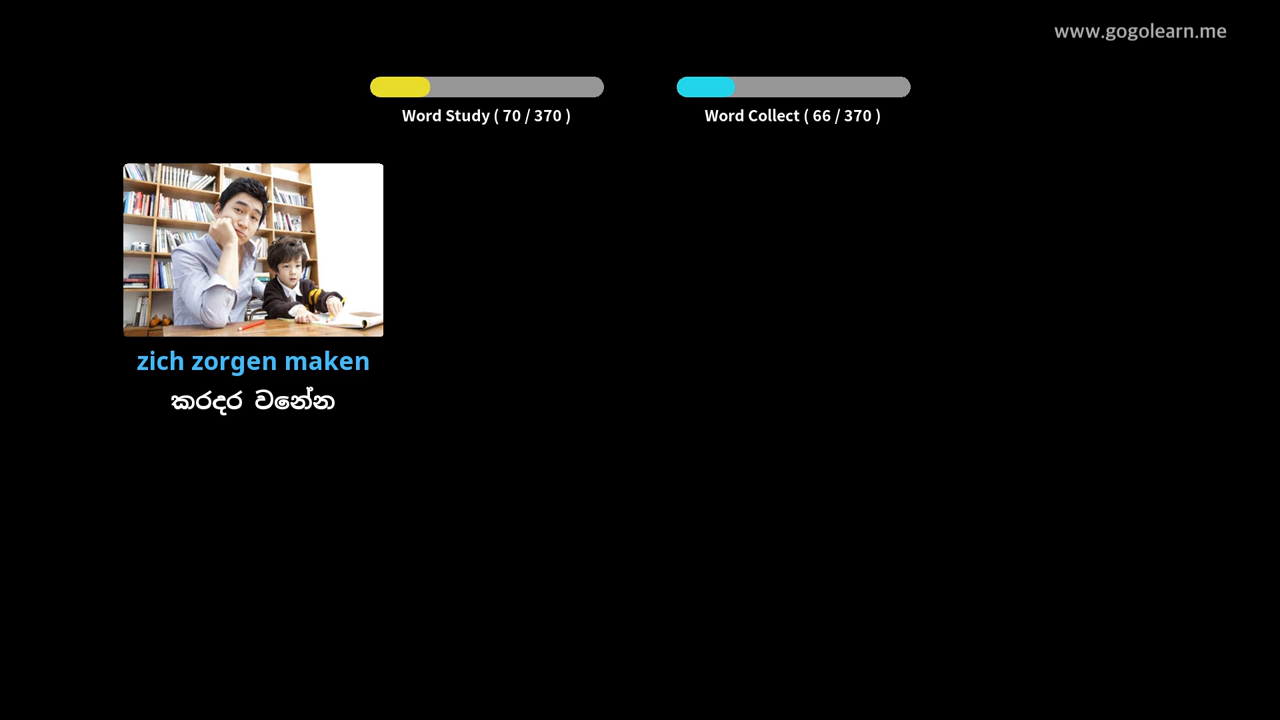 www.gogolearn.me
Word Study ( 70 / 370 )
Word Collect ( 66 / 370 )
zich zorgen maken
කරදර වනේන